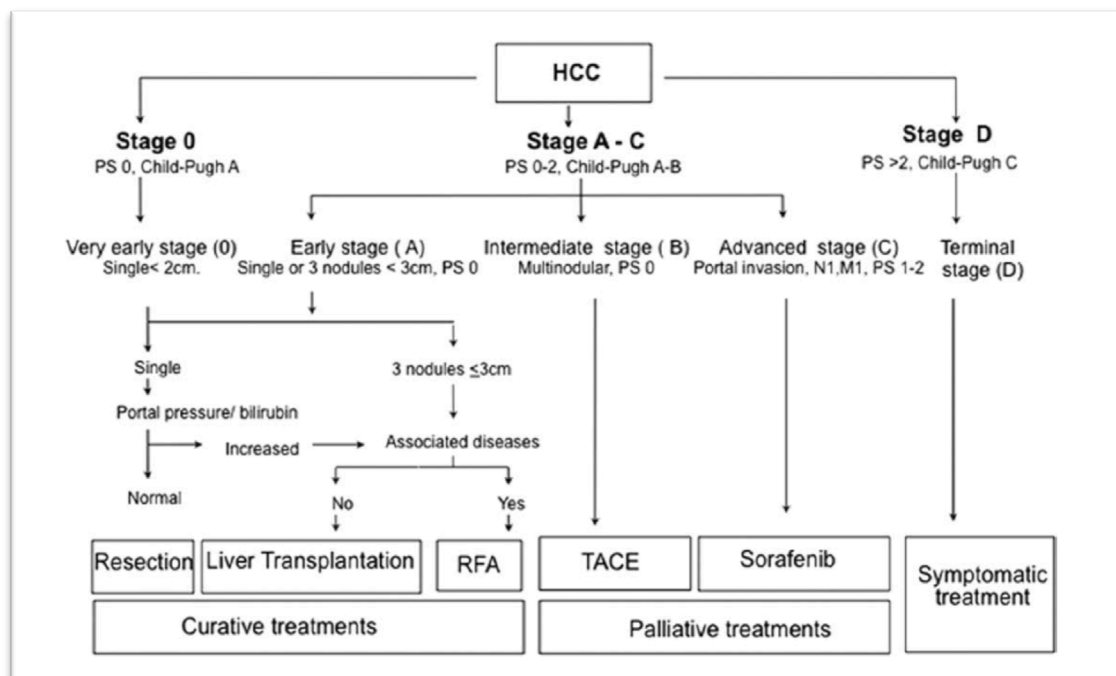 HCC
Stage 0
PS 0, Child-Pugh A
Stage A - C
PS 0-2, Child-Pugh A-B
Stage D
PS >2, Child-Pugh C
Very early stage (0)
Single< 2cm.
Early stage ( A)
Single or 3 nodules < 3cm, PS 0
Intermediate stage ( B)
Multinodular, PS 0
Advanced stage (C)
Portal invasion, N1,M1, PS 1-2
Terminal
stage (D)
Single
3 nodules ≤3cm
Portal pressure/ bilirubin
Increased
Associated diseases
Normal
No
Yes
Resection
Liver Transplantation
RFA
TACE
Sorafenib
Symptomatic
treatment
Curative treatments
Palliative treatments